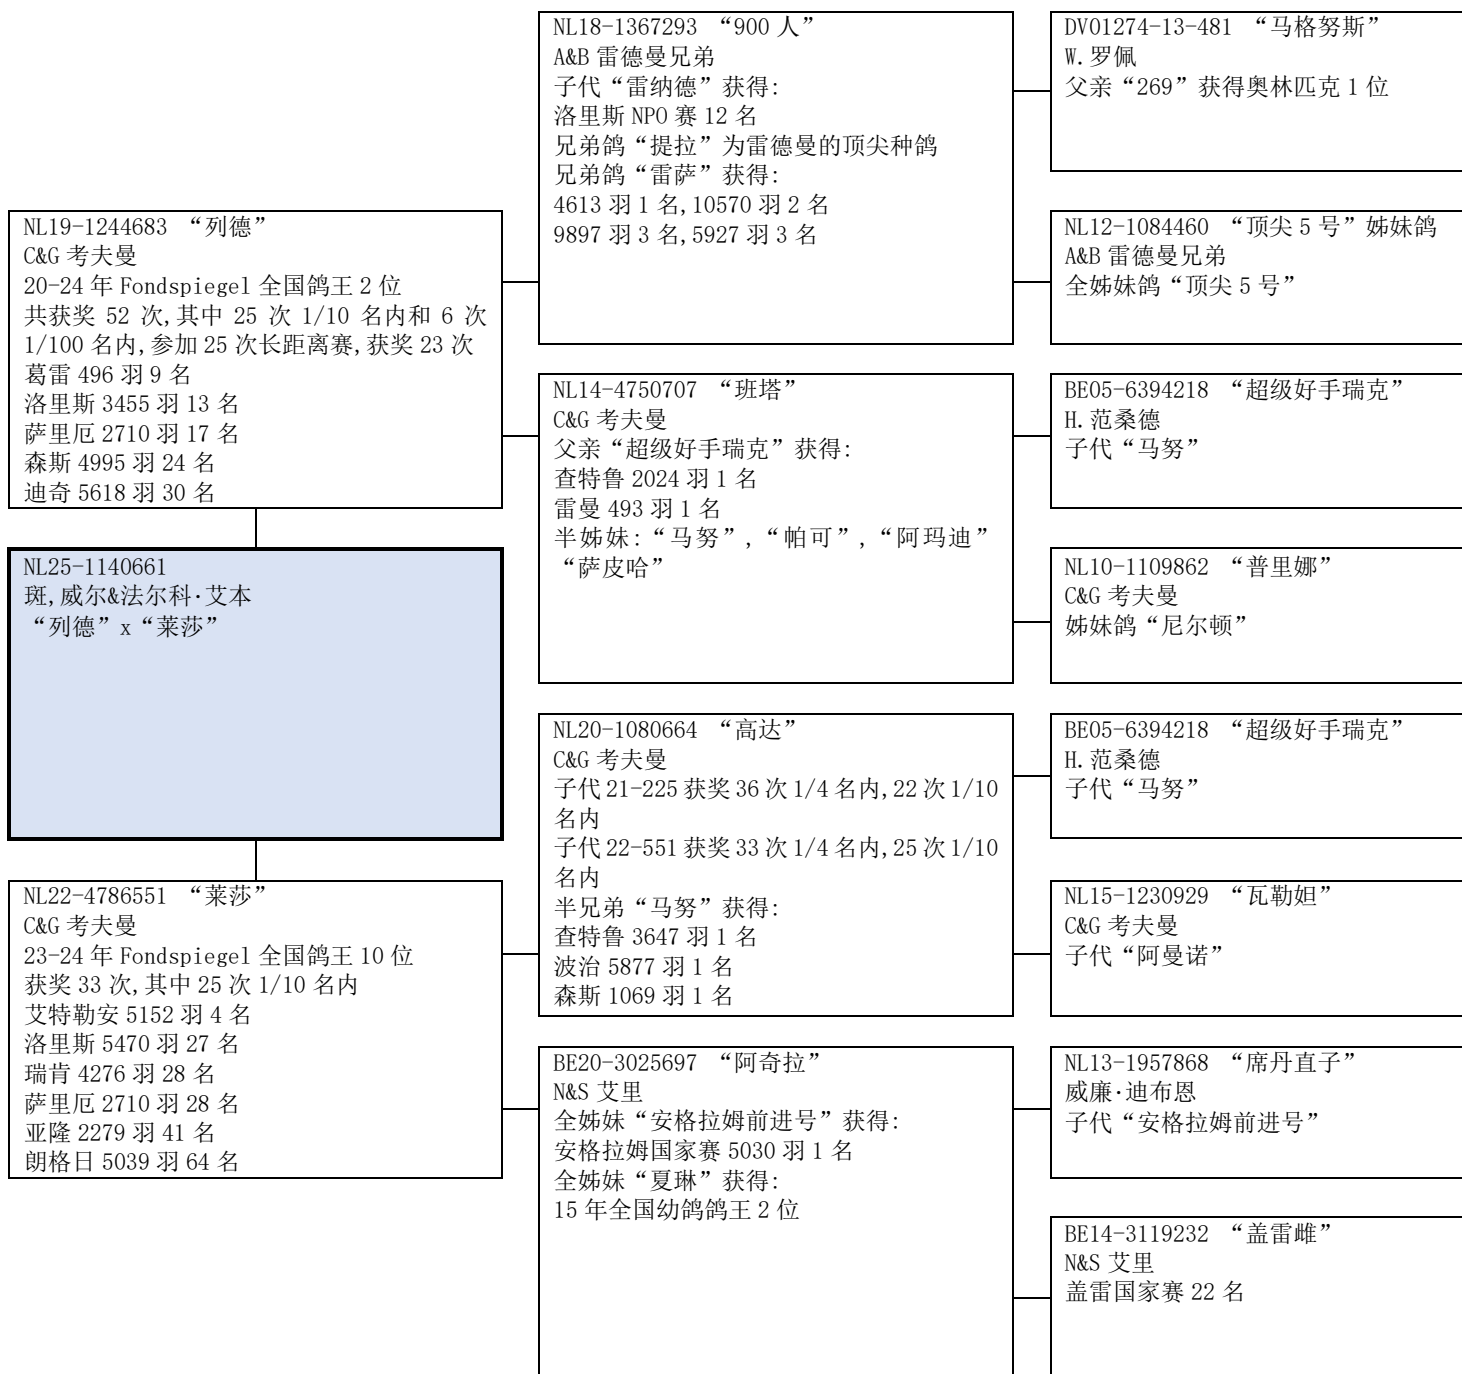 NL19-1244683 “列德”
C&G 考夫曼
20-24 年 Fondspiegel 全国鸽王 2 位
共获奖 52 次,其中 25 次 1/10 名内和 6 次
1/100 名内,参加 25 次长距离赛,获奖 23 次
葛雷 496 羽 9 名
洛里斯 3455 羽 13 名
萨里厄 2710 羽 17 名
森斯 4995 羽 24 名
迪奇 5618 羽 30 名
NL25-1140661
斑,威尔&法尔科·艾本
“列德”x“莱莎”
NL22-4786551 “莱莎”
C&G 考夫曼
23-24 年 Fondspiegel 全国鸽王 10 位
获奖 33 次,其中 25 次 1/10 名内
艾特勒安 5152 羽 4 名
洛里斯 5470 羽 27 名
瑞肯 4276 羽 28 名
萨里厄 2710 羽 28 名
亚隆 2279 羽 41 名
朗格日 5039 羽 64 名
NL18-1367293 “900 人”
A&B 雷德曼兄弟
子代“雷纳德”获得:
洛里斯 NPO 赛 12 名
兄弟鸽“提拉”为雷德曼的顶尖种鸽
兄弟鸽“雷萨”获得:
4613 羽 1 名,10570 羽 2 名
9897 羽 3 名,5927 羽 3 名
NL14-4750707 “班塔”
C&G 考夫曼
父亲“超级好手瑞克”获得:
查特鲁 2024 羽 1 名
雷曼 493 羽 1 名
半姊妹:“马努”,“帕可”,“阿玛迪”
“萨皮哈”
NL20-1080664 “高达”
C&G 考夫曼
子代 21-225 获奖 36 次 1/4 名内,22 次 1/10
名内
子代 22-551 获奖 33 次 1/4 名内,25 次 1/10
名内
半兄弟“马努”获得:
查特鲁 3647 羽 1 名
波治 5877 羽 1 名
森斯 1069 羽 1 名
BE20-3025697 “阿奇拉”
N&S 艾里
全姊妹“安格拉姆前进号”获得:
安格拉姆国家赛 5030 羽 1 名
全姊妹“夏琳”获得:
15 年全国幼鸽鸽王 2 位
DV01274-13-481 “马格努斯”
W.罗佩
父亲“269”获得奥林匹克 1 位
NL12-1084460 “顶尖 5 号”姊妹鸽
A&B 雷德曼兄弟
全姊妹鸽“顶尖 5 号”
BE05-6394218 “超级好手瑞克”
H.范桑德
子代“马努”
NL10-1109862 “普里娜”
C&G 考夫曼
姊妹鸽“尼尔顿”
BE05-6394218 “超级好手瑞克”
H.范桑德
子代“马努”
NL15-1230929 “瓦勒妲”
C&G 考夫曼
子代“阿曼诺”
NL13-1957868 “席丹直子”
威廉·迪布恩
子代“安格拉姆前进号”
BE14-3119232 “盖雷雌”
N&S 艾里
盖雷国家赛 22 名